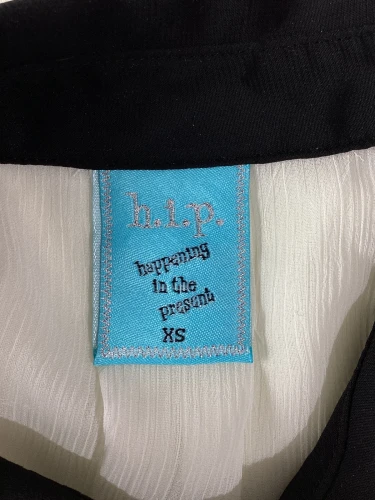 h.i.p.
happening
in the
present
XS